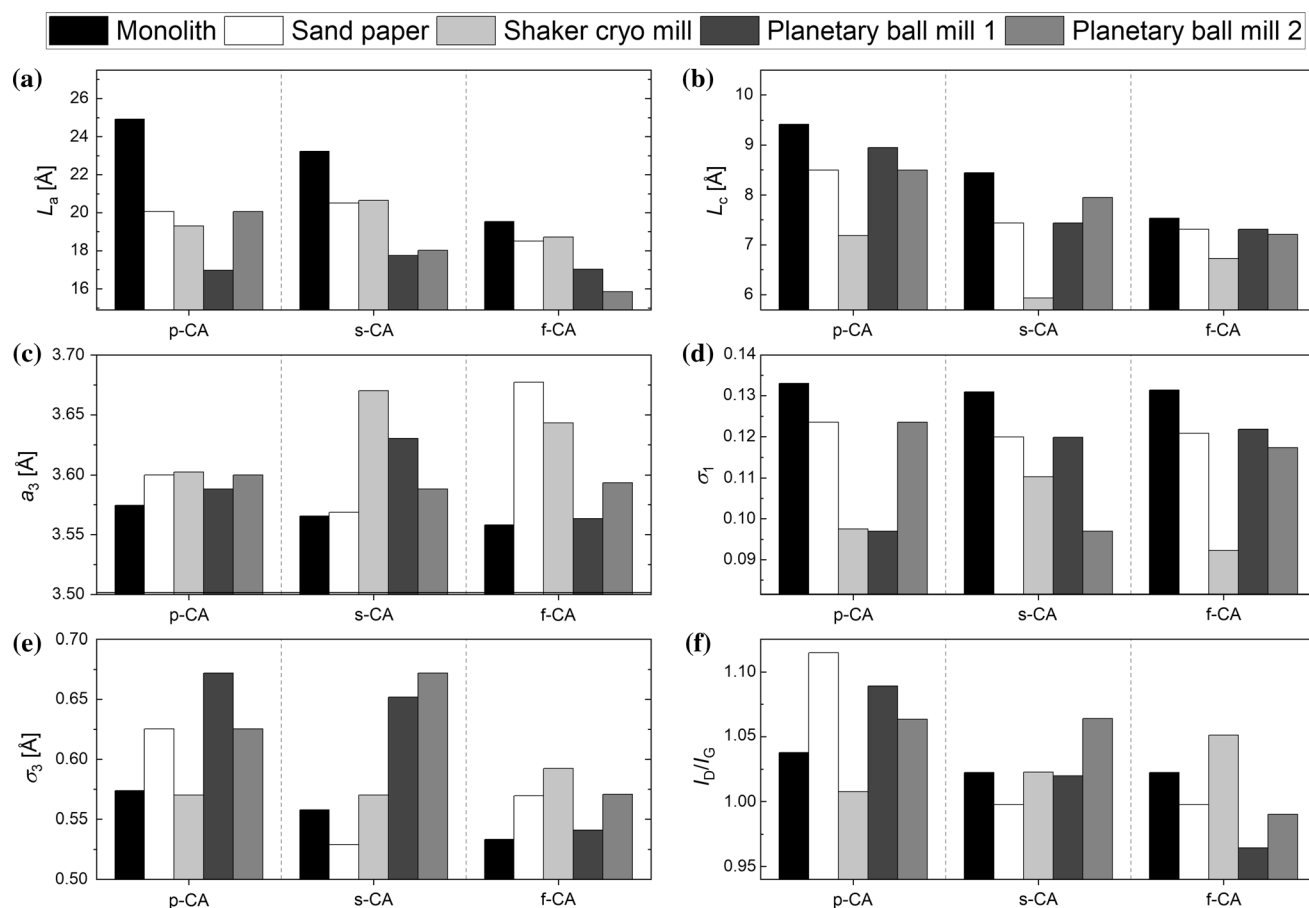 Monolith Sand paper Shaker cryo mill Planetary ball mill 1 Planetary ball mill 2
(a)
26
24
22
20
18
16
La [Å]
p-CA s-CA f-CA
(b)
10
9
8
7
6
Lc [Å]
p-CA s-CA f-CA
(c)
3.70
3.65
3.60
3.55
3.50
a3 [Å]
p-CA s-CA f-CA
(d)
0.14
0.13
0.12
0.11
0.10
0.09
σ1
p-CA s-CA f-CA
(e)
0.70
0.65
0.60
0.55
0.50
σ3 [Å]
p-CA s-CA f-CA
(f)
1.10
1.05
1.00
0.95
ID/IG
p-CA s-CA f-CA